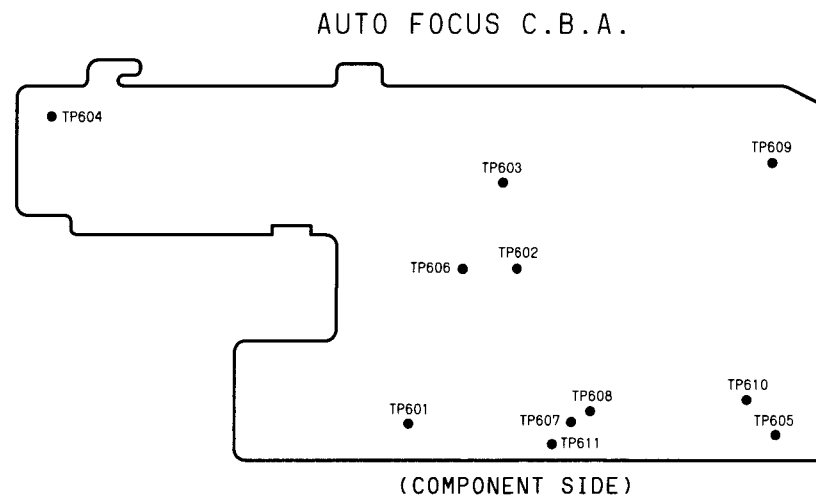 AUTO FOCUS C.B.A.
TP604
TP609
TP603
TP602
TP606
TP610
TP608
TP601
TP607
TP605
TP611
(COMPONENT SIDE)